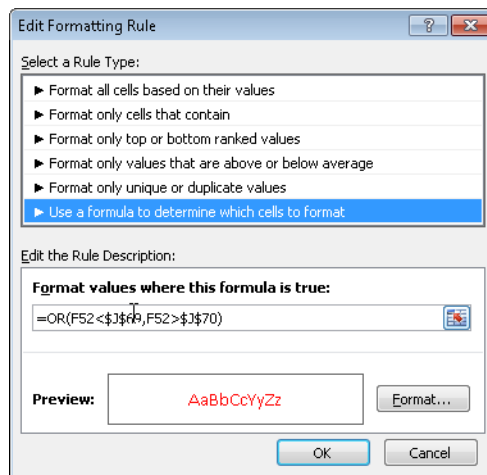 Edit Formatting Rule
Select a Rule Type:
► Format all cells based on their values
► Format only cells that contain
► Format only top or bottom ranked values
► Format only values that are above or below average
► Format only unique or duplicate values
► Use a formula to determine which cells to format
Edit the Rule Description:
Format values where this formula is true:
=OR(F52<$J$69,F52>$J$70)
Preview:
AaBbCcYyZz
Format...
OK
Cancel